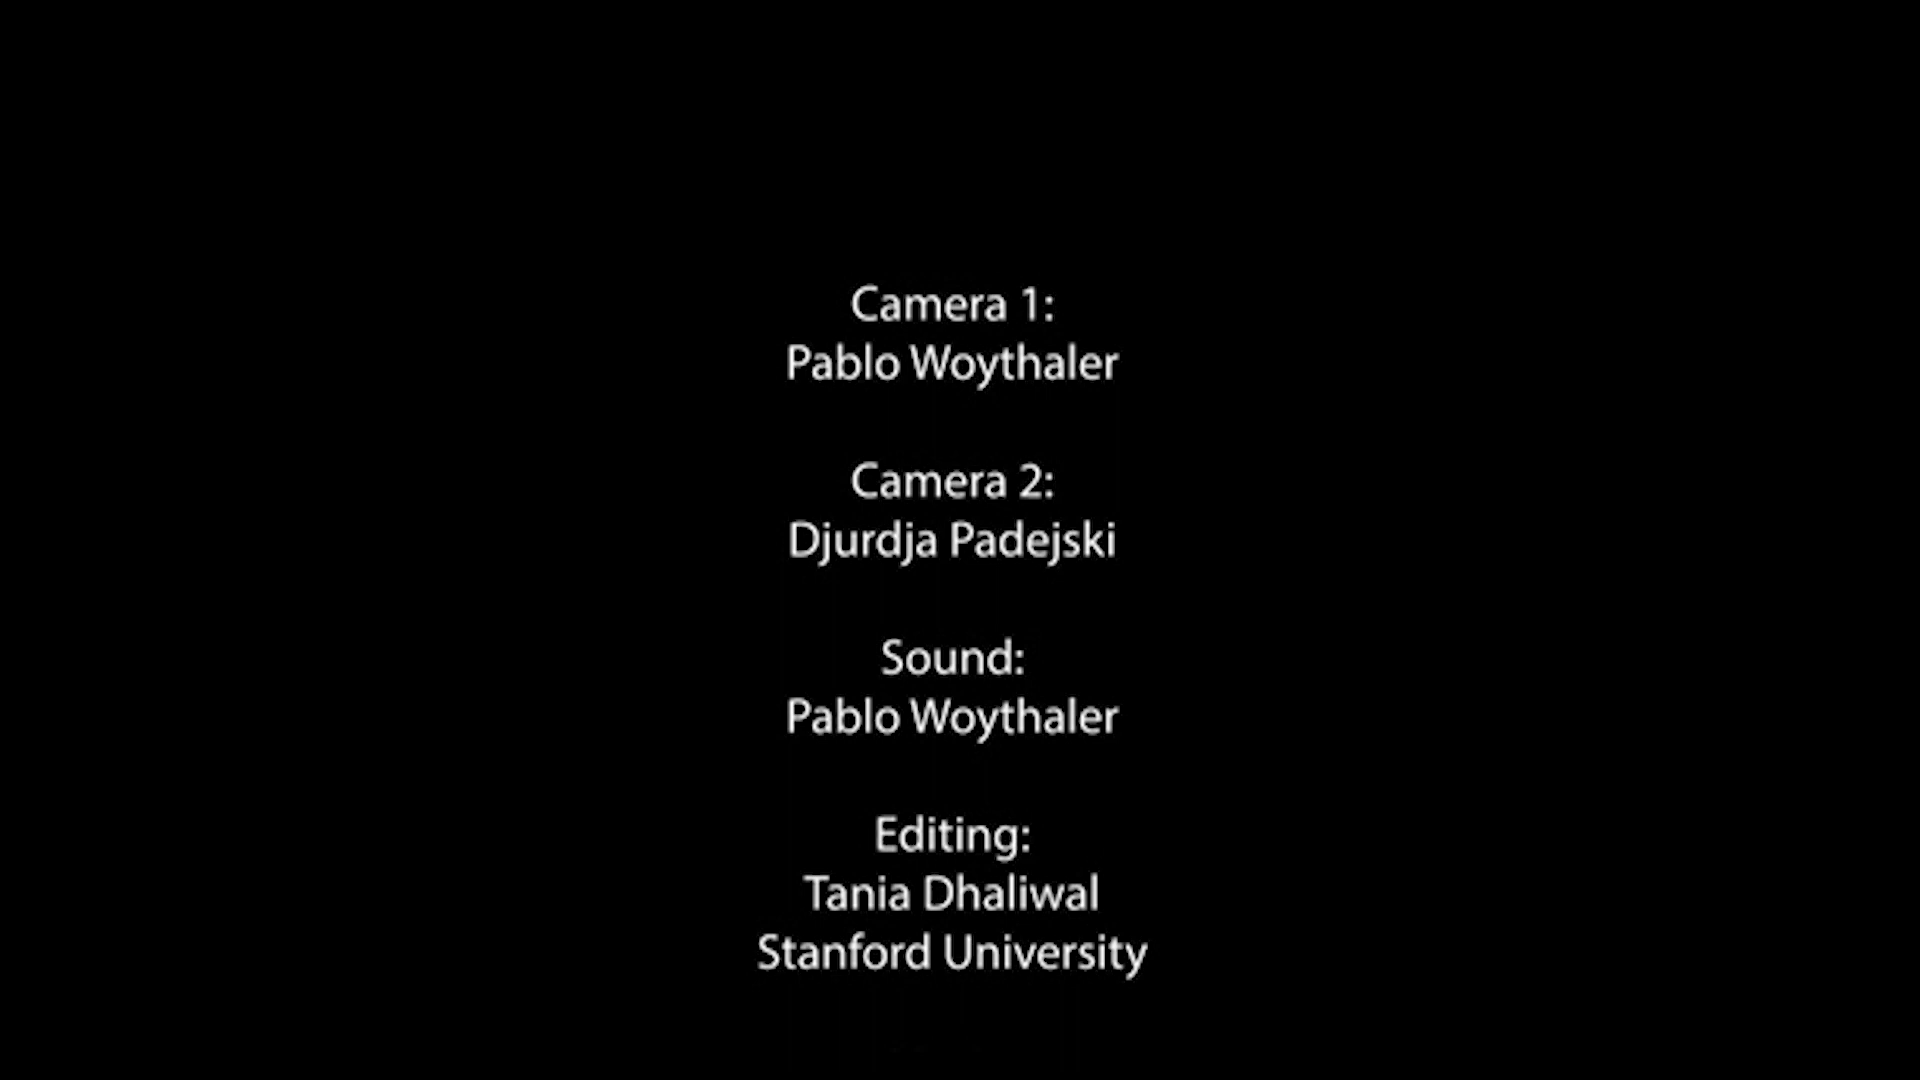 Camera 1:
Pablo Woythaler
Camera 2:
Djurdja Padejski
Sound:
Pablo Woythaler
Editing:
Tania Dhaliwal
Stanford University